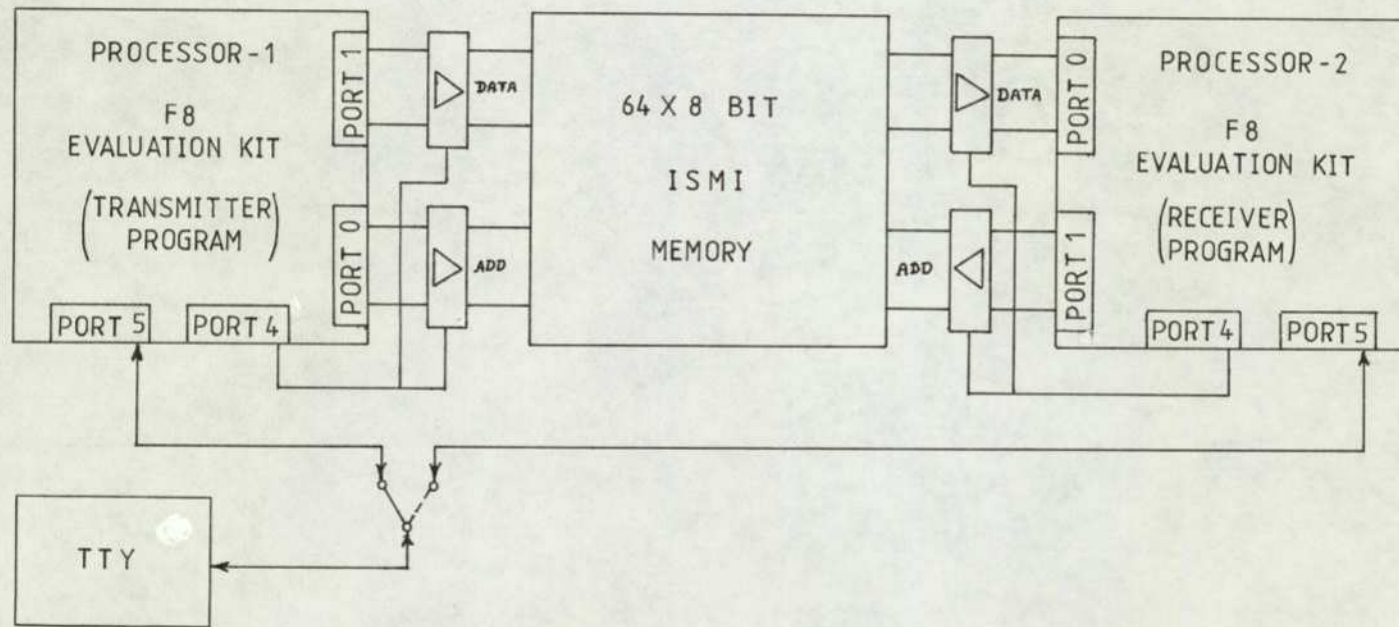 PROCESSOR-1
F8
EVALUATION KIT
(TRANSMITTER
PROGRAM)
PORT 1
PORT 0
PORT 5
PORT 4
DATA
ADD
64 X 8 BIT
ISMI
MEMORY
DATA
ADD
PORT 0
PORT 1
PROCESSOR-2
F8
EVALUATION KIT
(RECEIVER
PROGRAM)
PORT 4
PORT 5
TTY